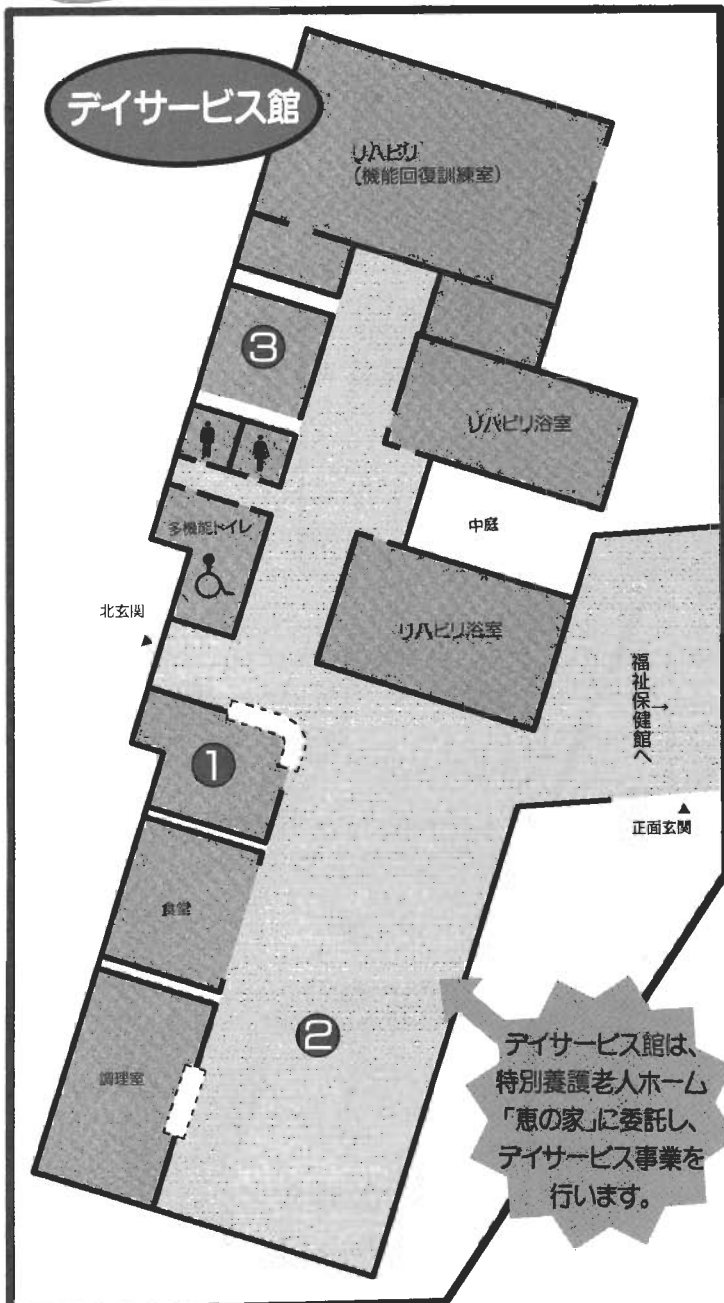 デイサービス館
リハビリ
(機能回復訓練室)
③
リハビリ浴室
多機能トイレ
中庭
北玄関
リハビリ浴室
福祉保健館へ→
①
正面玄関
食堂
②
調理室
デイサービス館は、
特別養護老人ホーム
「恵の家」に委託し、
デイサービス事業を
行います。